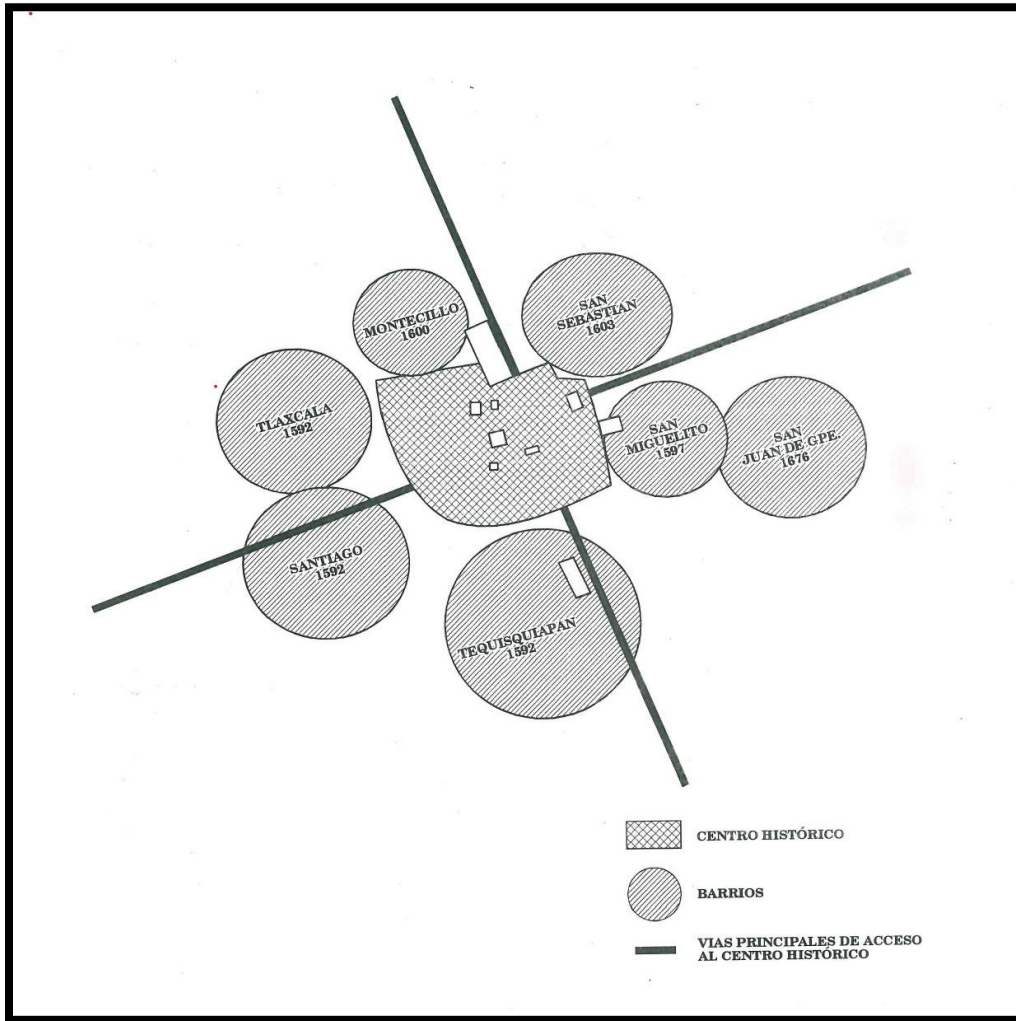 MONTECILLO
1600
SAN
SEBASTIAN
1603
TLAXCALA
1592
SAN
MIGUELITO
1597
SAN
JUAN DE GPE.
1676
SANTIAGO
1592
TEQUISQUIAPAN
1592
CENTRO HISTÓRICO
BARRIOS
VIAS PRINCIPALES DE ACCESO
AL CENTRO HISTÓRICO